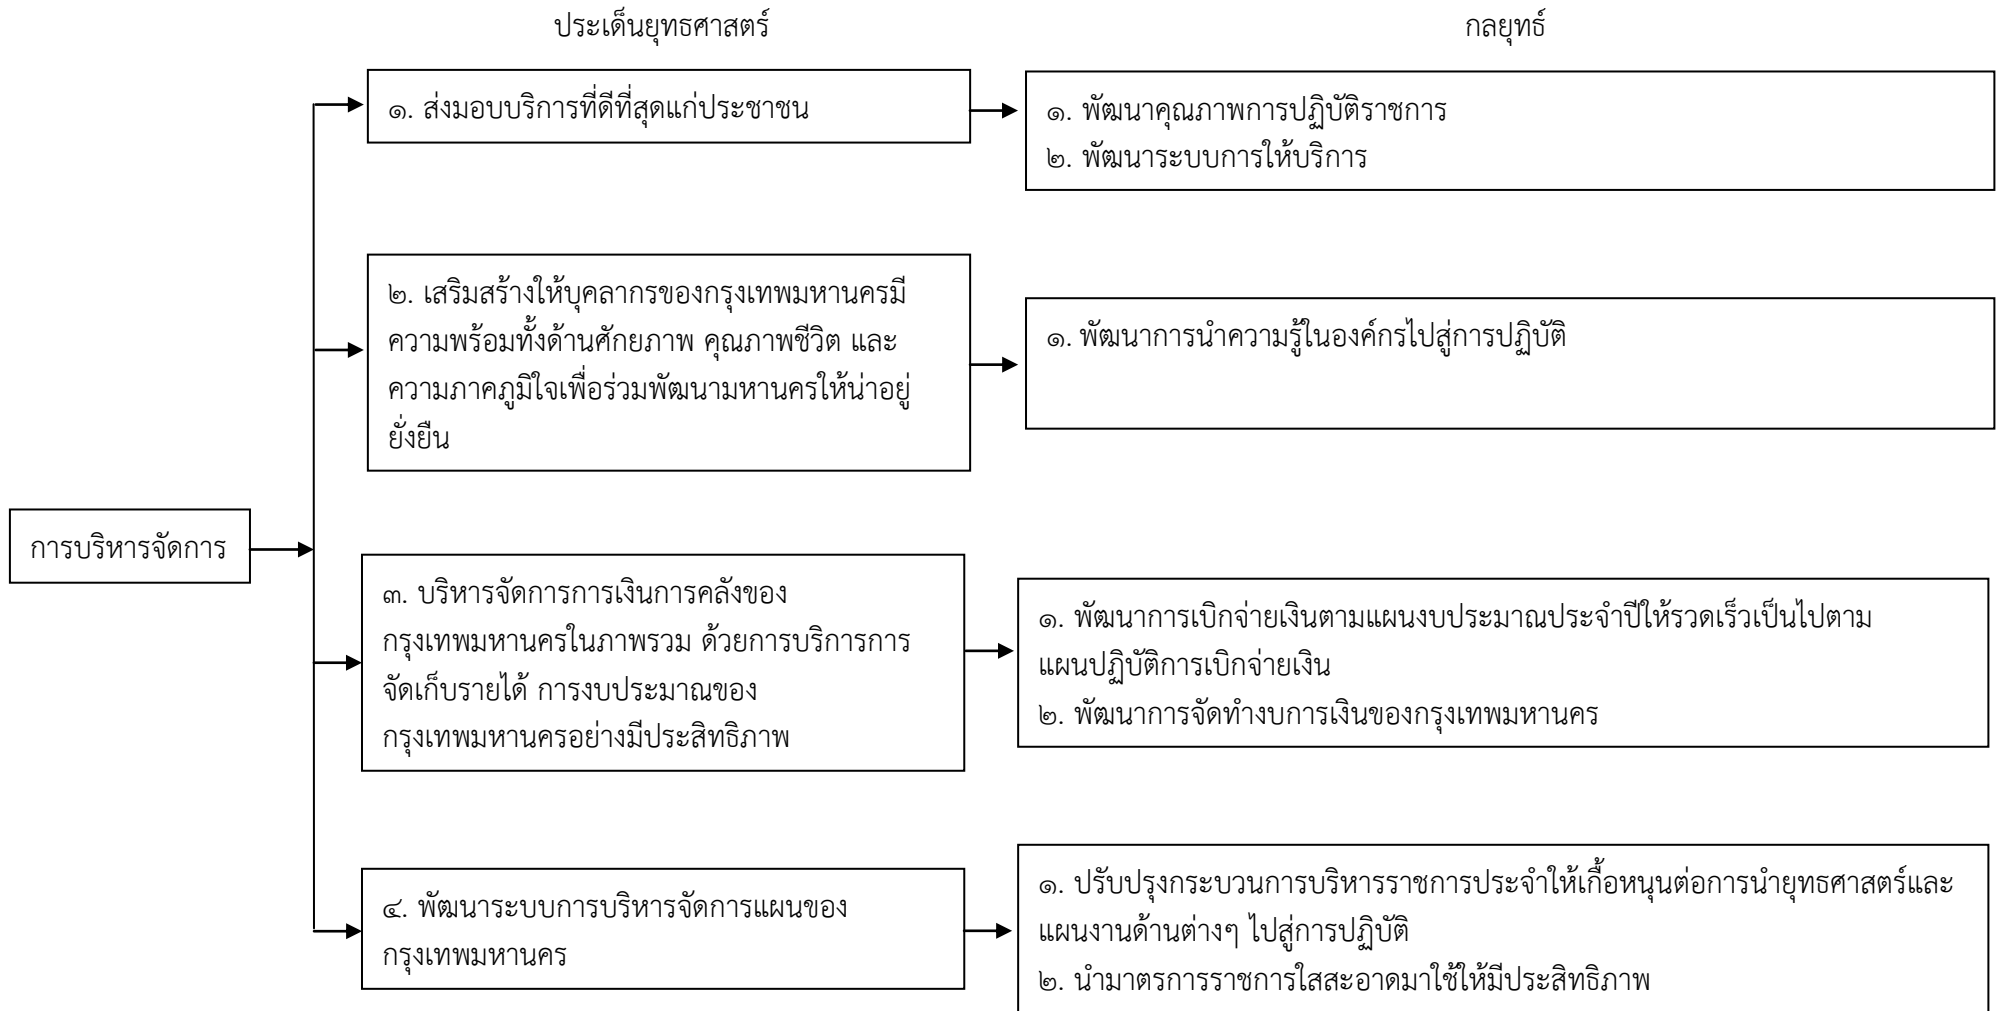 ประเด็นยุทธศาสตร์
กลยุทธ์
๑. ส่งมอบบริการที่ดีที่สุดแก่ประชาชน
๑. พัฒนาคุณภาพการปฏิบัติราชการ
๒. พัฒนาระบบการให้บริการ
๒. เสริมสร้างให้บุคลากรของกรุงเทพมหานครมี
ความพร้อมทั้งด้านศักยภาพ คุณภาพชีวิต และ
ความภาคภูมิใจเพื่อร่วมพัฒนามหานครให้น่าอยู่
ยั่งยืน
๑. พัฒนาการนำความรู้ในองค์กรไปสู่การปฏิบัติ
การบริหารจัดการ
๓. บริหารจัดการการเงินการคลังของ
กรุงเทพมหานครในภาพรวม ด้วยการบริการการ
จัดเก็บรายได้ การงบประมาณของ
กรุงเทพมหานครอย่างมีประสิทธิภาพ
๑. พัฒนาการเบิกจ่ายเงินตามแผนงบประมาณประจำปีให้รวดเร็วเป็นไปตาม
แผนปฏิบัติการเบิกจ่ายเงิน
๒. พัฒนาการจัดทำงบการเงินของกรุงเทพมหานคร
๔. พัฒนาระบบการบริหารจัดการแผนของ
กรุงเทพมหานคร
๑. ปรับปรุงกระบวนการบริหารราชการประจำให้เกื้อหนุนต่อการนำยุทธศาสตร์และ
แผนงานด้านต่างๆ ไปสู่การปฏิบัติ
๒. นำมาตรการราชการใสสะอาดมาใช้ให้มีประสิทธิภาพ